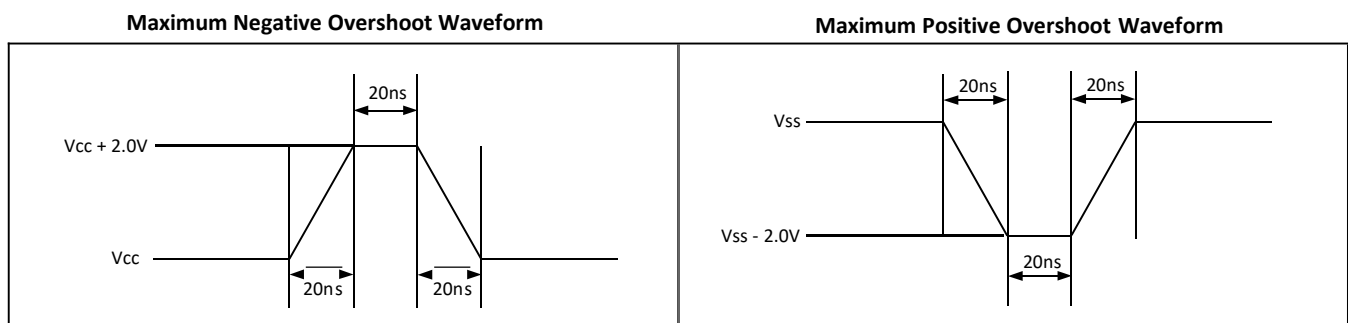 Maximum Negative Overshoot Waveform
20ns
Vcc + 2.0V
Vcc
20ns
20ns
Maximum Positive Overshoot Waveform
20ns
20ns
Vss
Vss - 2.0V
20ns